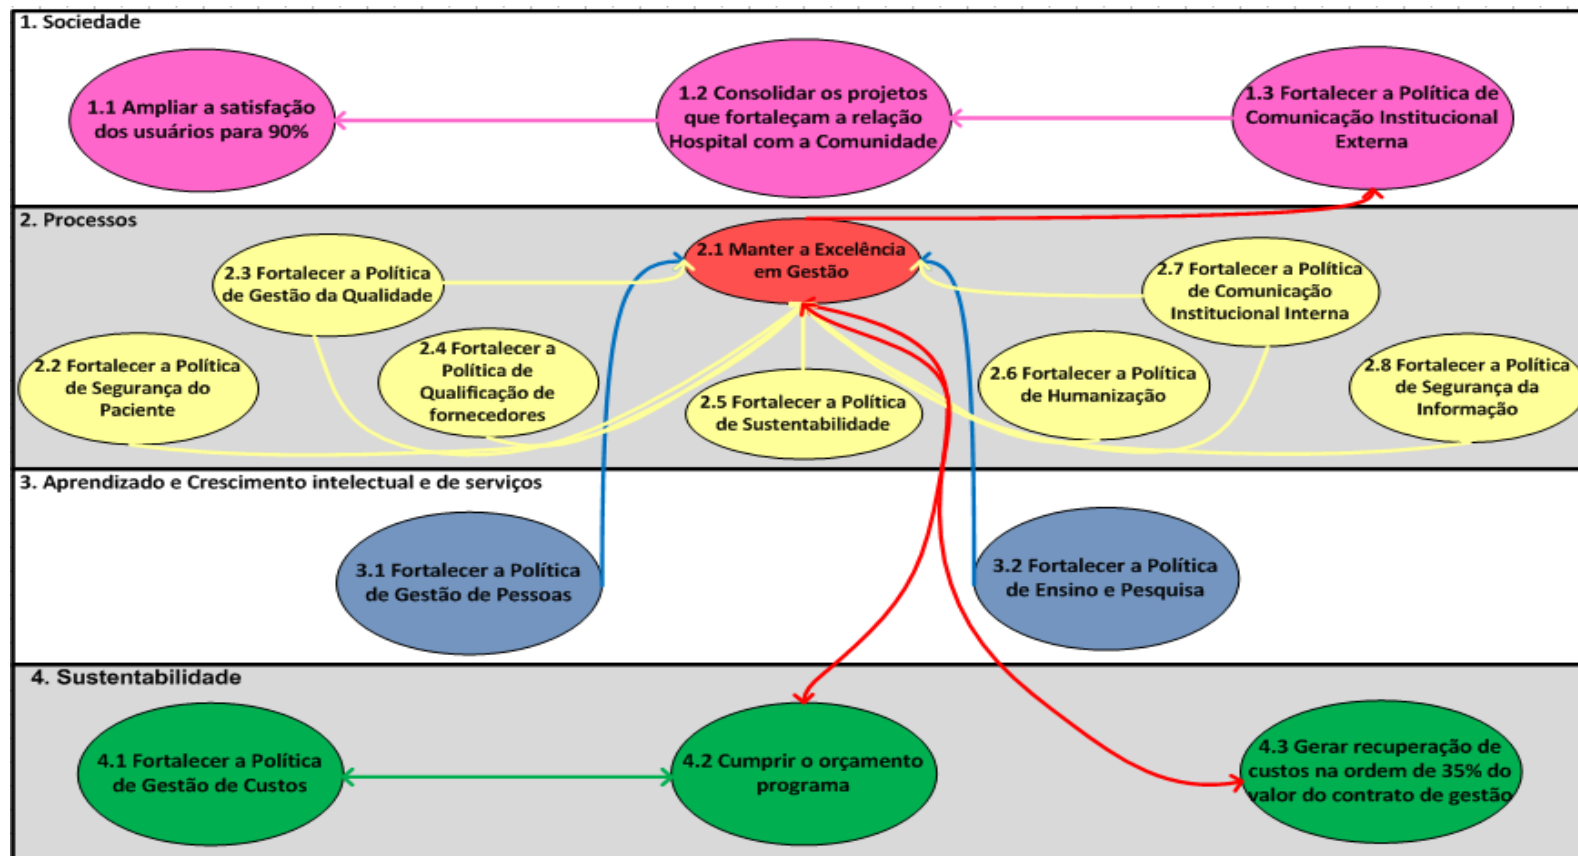 1. Sociedade
1.1 Ampliar a satisfação
dos usuários para 90%
1.2 Consolidar os projetos
que fortaleçam a relação
Hospital com a Comunidade
1.3 Fortalecer a Política de
Comunicação Institucional
Externa
2. Processos
2.1 Manter a Excelência
em Gestão
2.3 Fortalecer a Política
de Gestão da Qualidade
2.7 Fortalecer a Política
de Comunicação
Institucional Interna
2.2 Fortalecer a Política
de Segurança do
Paciente
2.4 Fortalecer a
Política de
Qualificação de
fornecedores
2.5 Fortalecer a Política
de Sustentabilidade
2.6 Fortalecer a Política
de Humanização
2.8 Fortalecer a Política
de Segurança da
Informação
3. Aprendizado e Crescimento intelectual e de serviços
3.1 Fortalecer a Política
de Gestão de Pessoas
3.2 Fortalecer a Política
de Ensino e Pesquisa
4. Sustentabilidade
4.1 Fortalecer a Política
de Gestão de Custos
4.2 Cumprir o orçamento
programa
4.3 Gerar recuperação de
custos na ordem de 35% do
valor do contrato de gestão